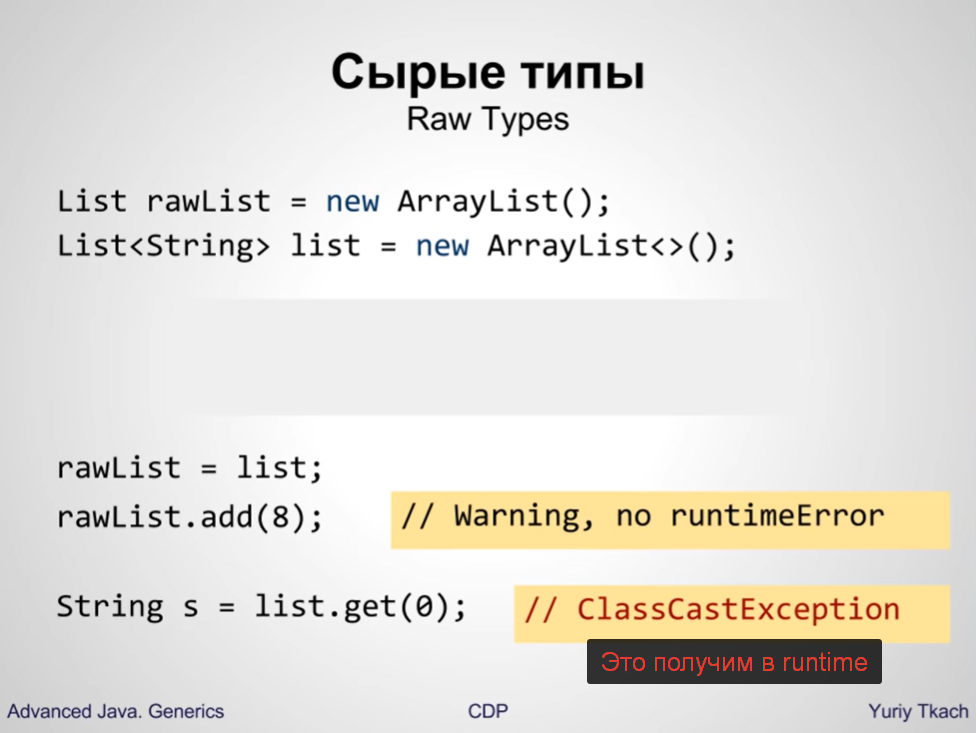 Сырые типы
Raw Types
List rawList = new ArrayList();
List<String> list = new ArrayList<>();
rawList = list;
rawList.add(8); // Warning, no runtimeError
String s = list.get(0); // ClassCastException
Это получим в runtime
Advanced Java. Generics CDP Yuriy Tkach